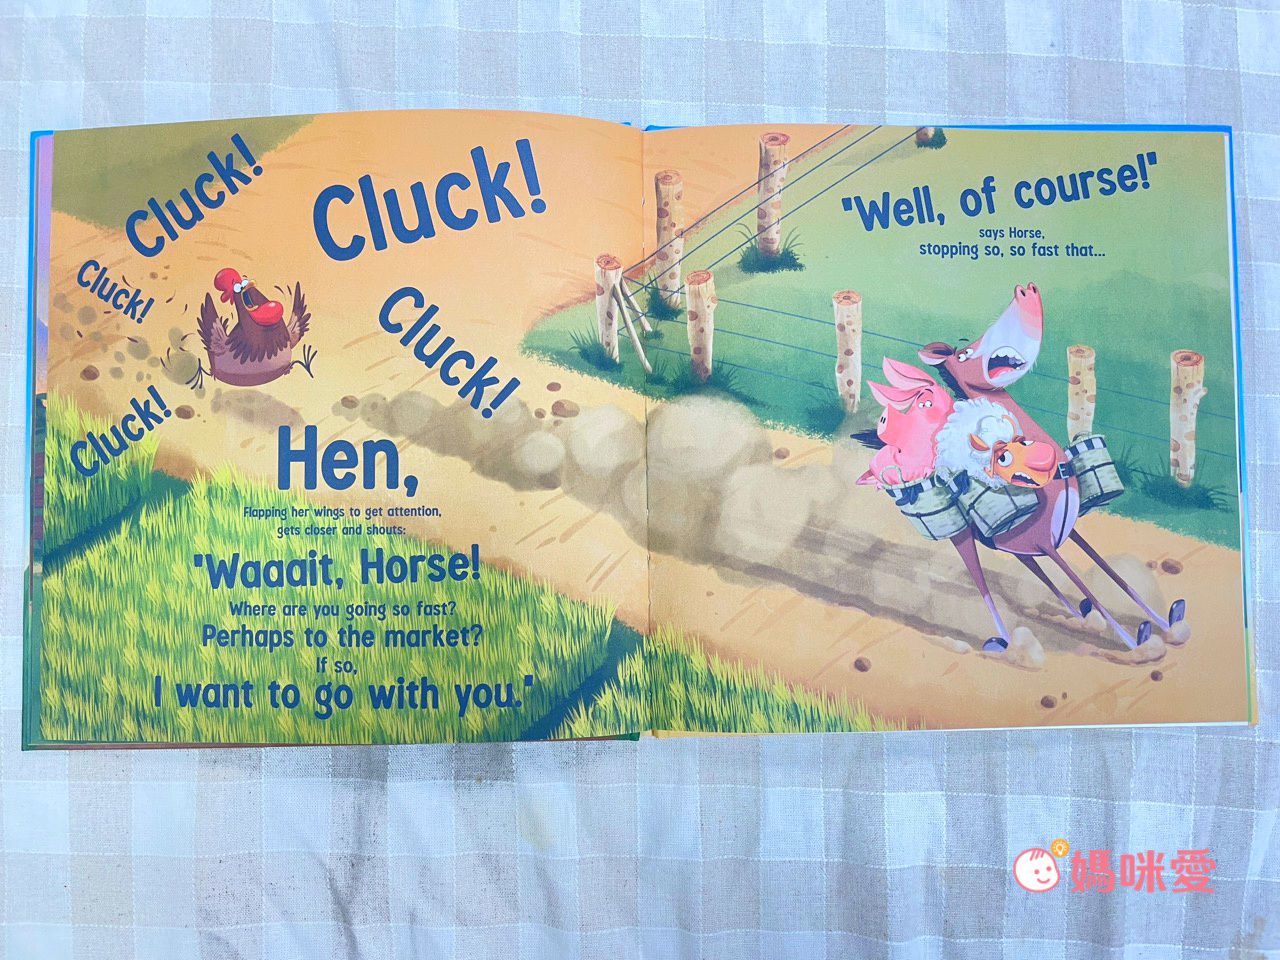 Cluck!
Cluck!
Cluck!
Cluck!
Cluck!
Hen,
Flapping her wings to get attention,
gets closer and shouts:
"Waaait, Horse!
Where are you going so fast?
Perhaps to the market?
If so,
I want to go with you."
"Well, of course!"
says Horse,
stopping so, so fast that...
媽咪愛